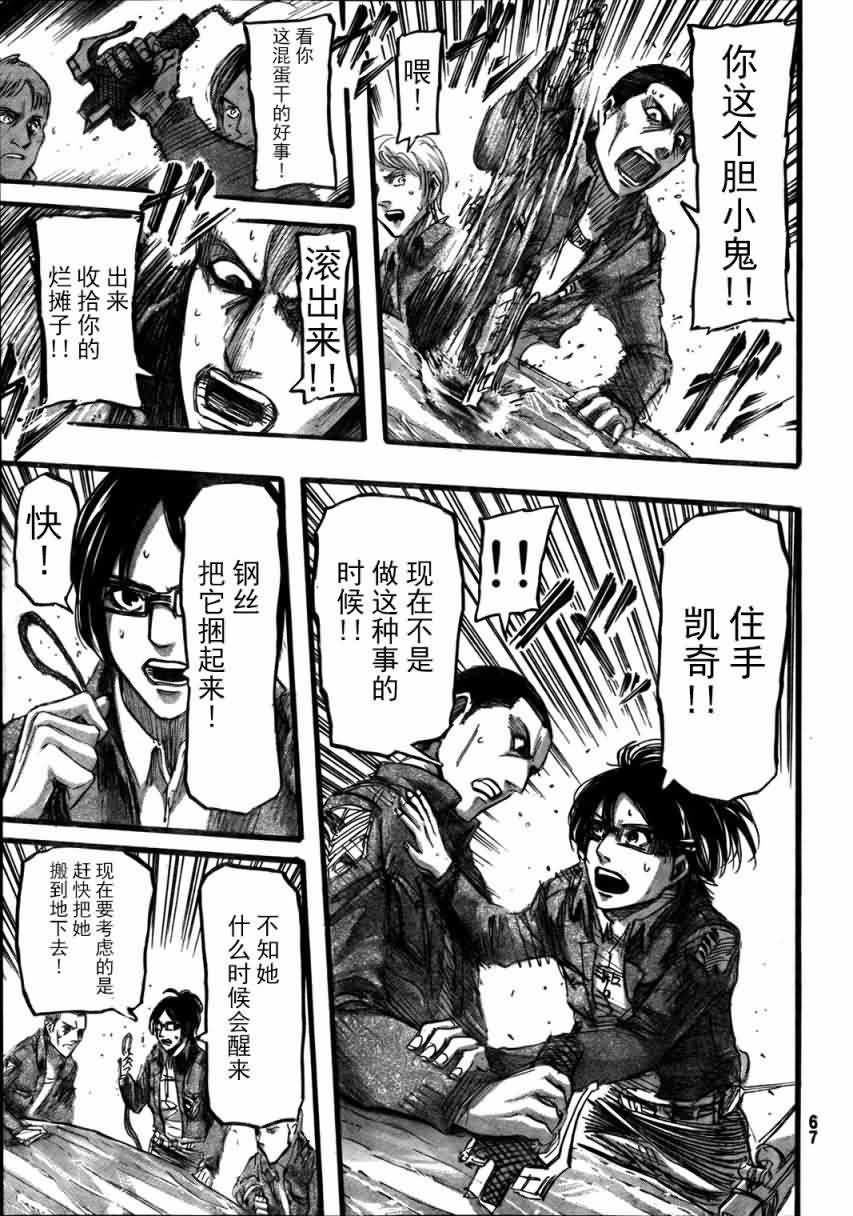 你这个胆小鬼!!
喂!
看你
这混蛋干的好事!
滚出来!!
出来
收拾你的
烂摊子!!
住手
凯奇!!
!!
现在不是
做这种事的
时候!!
钢丝
把它捆起来!
快!
不知她
什么时候会醒来
现在要考虑的是
赶快把她
搬到地下去!
67